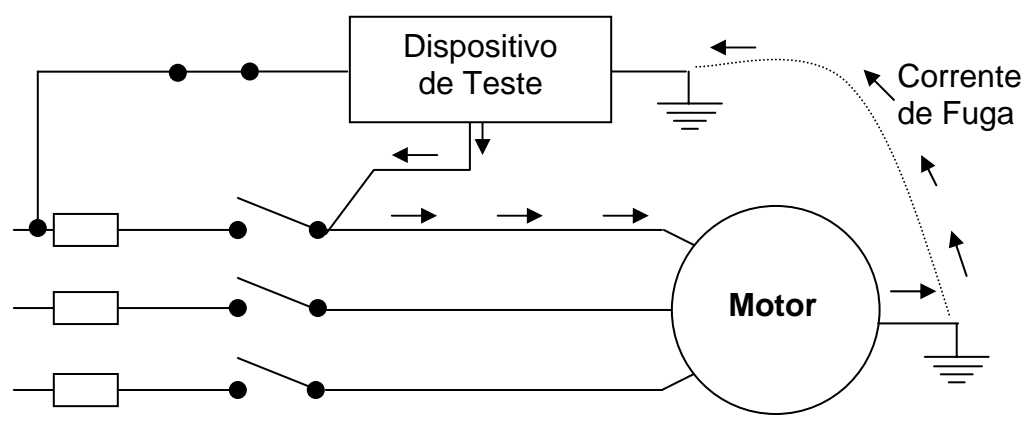 Dispositivo
de Teste
Corrente
de Fuga
Motor